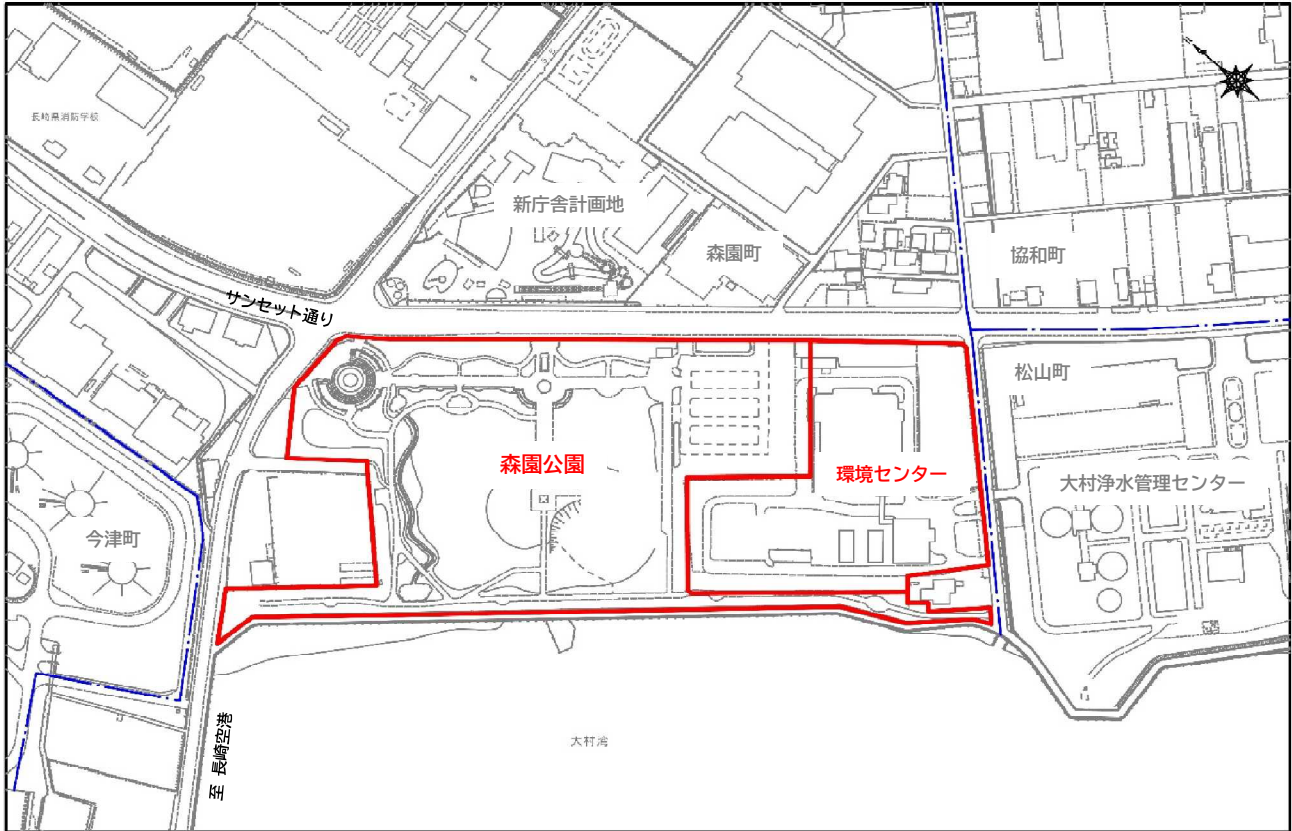 長崎県消防学校
新庁舎計画地
森園町
協和町
サンセット通り
松山町
森園公園
環境センター
大村浄水管理センター
今津町
至 長崎空港
大村湾